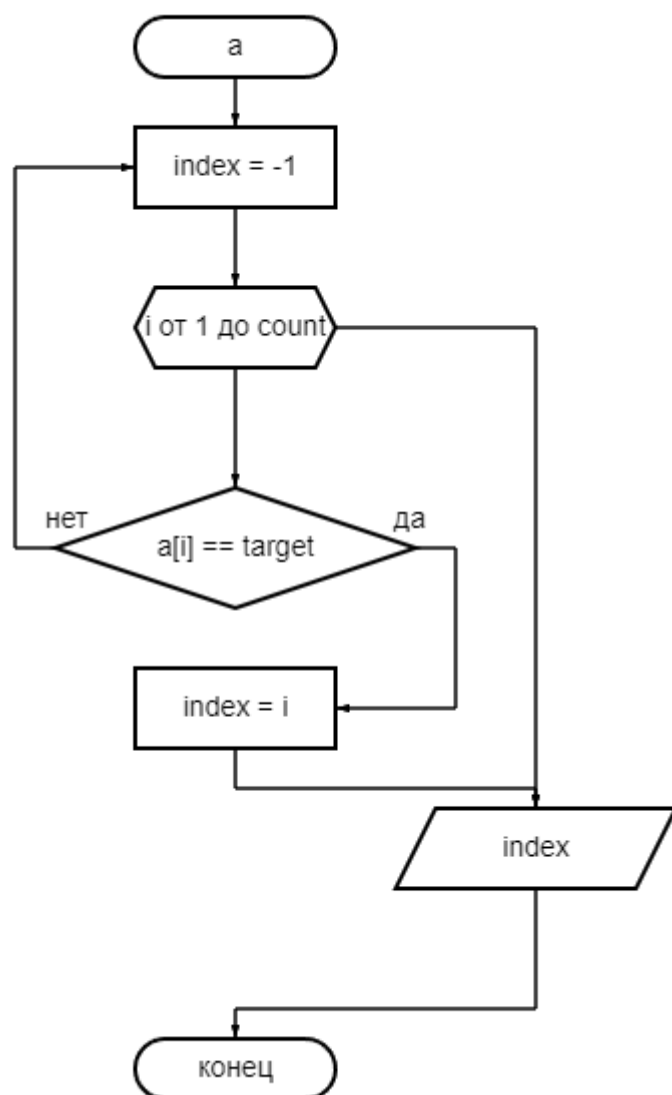 a
index = -1
i от 1 до count
нет
да
a[i] == target
index = i
index
конец